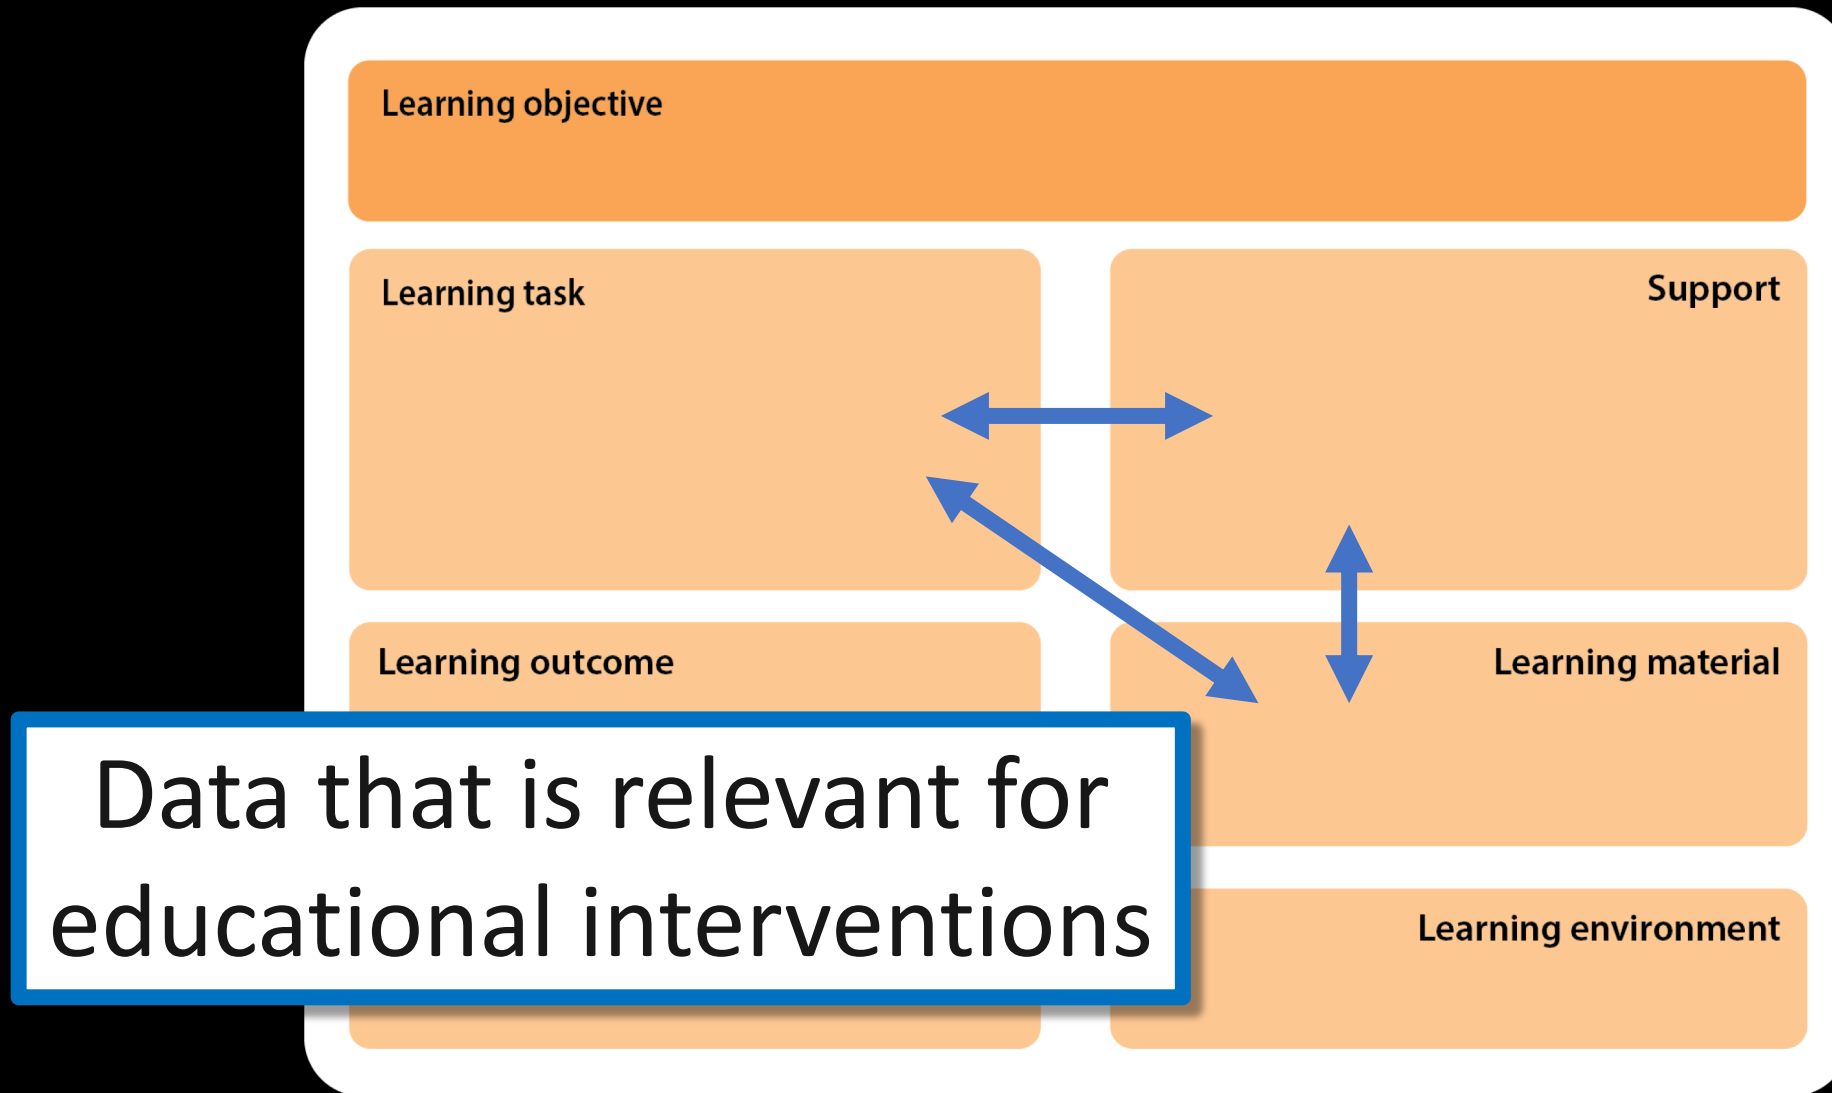 Learning objective
Learning task
Support
Learning outcome
Learning material
Data that is relevant for
educational interventions
Learning environment